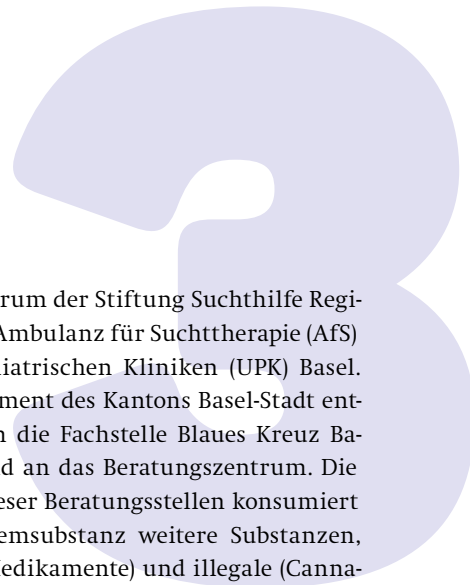 3
rum der Stiftung Suchthilfe Regi-
Ambulanz für Suchttherapie (AfS)
iatrischen Kliniken (UPK) Basel.
ment des Kantons Basel-Stadt ent-
die Fachstelle Blaues Kreuz Ba-
d an das Beratungszentrum. Die
eser Beratungsstellen konsumiert
emsubstanz weitere Substanzen,
edikamente) und illegale (Canna-